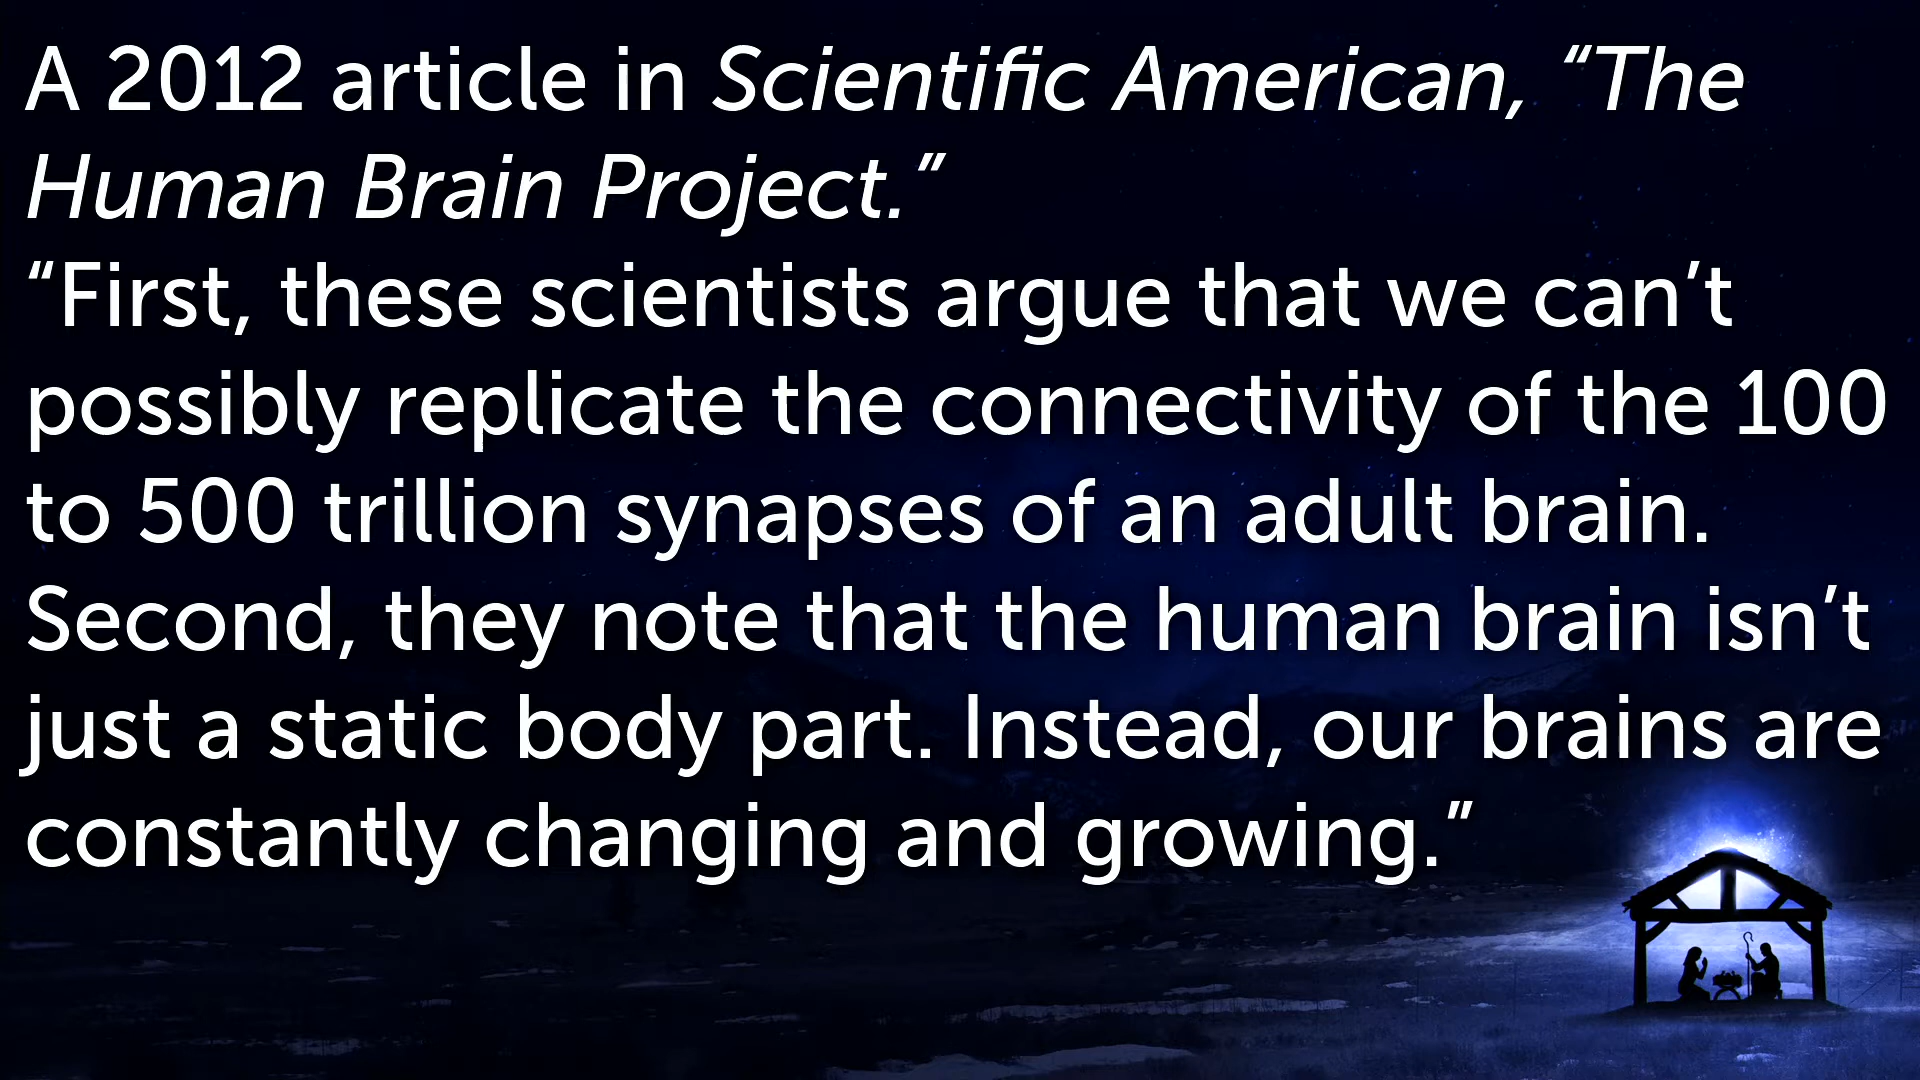 A 2012 article in Scientific American, “The
Human Brain Project.”
“First, these scientists argue that we can’t
possibly replicate the connectivity of the 100
to 500 trillion synapses of an adult brain.
Second, they note that the human brain isn’t
just a static body part. Instead, our brains are
constantly changing and growing.”